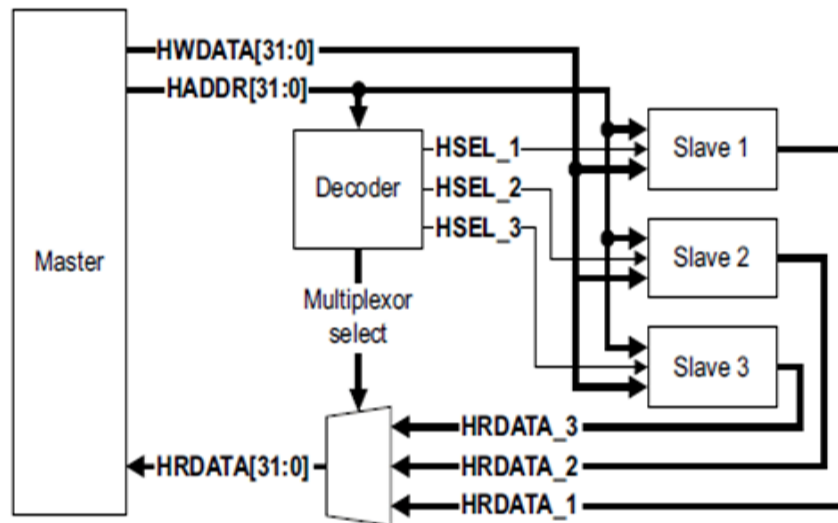 HWDATA[31:0]
HADDR[31:0]
HSEL_1
Slave 1
Decoder
HSEL_2
HSEL_3
Slave 2
Master
Multiplexor
select
Slave 3
HRDATA_3
HRDATA[31:0]
HRDATA_2
HRDATA_1